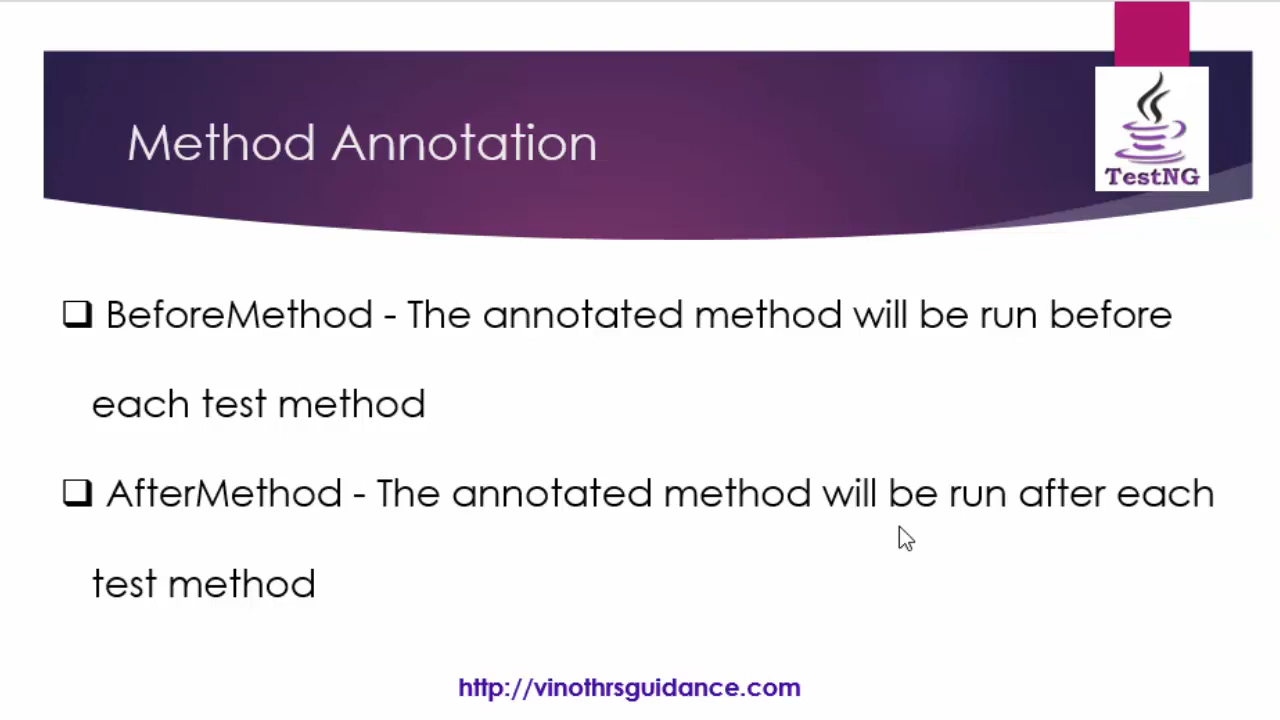 Method Annotation
TestNG
BeforeMethod - The annotated method will be run before
each test method
AfterMethod - The annotated method will be run after each
test method
http://vinothrsguidance.com